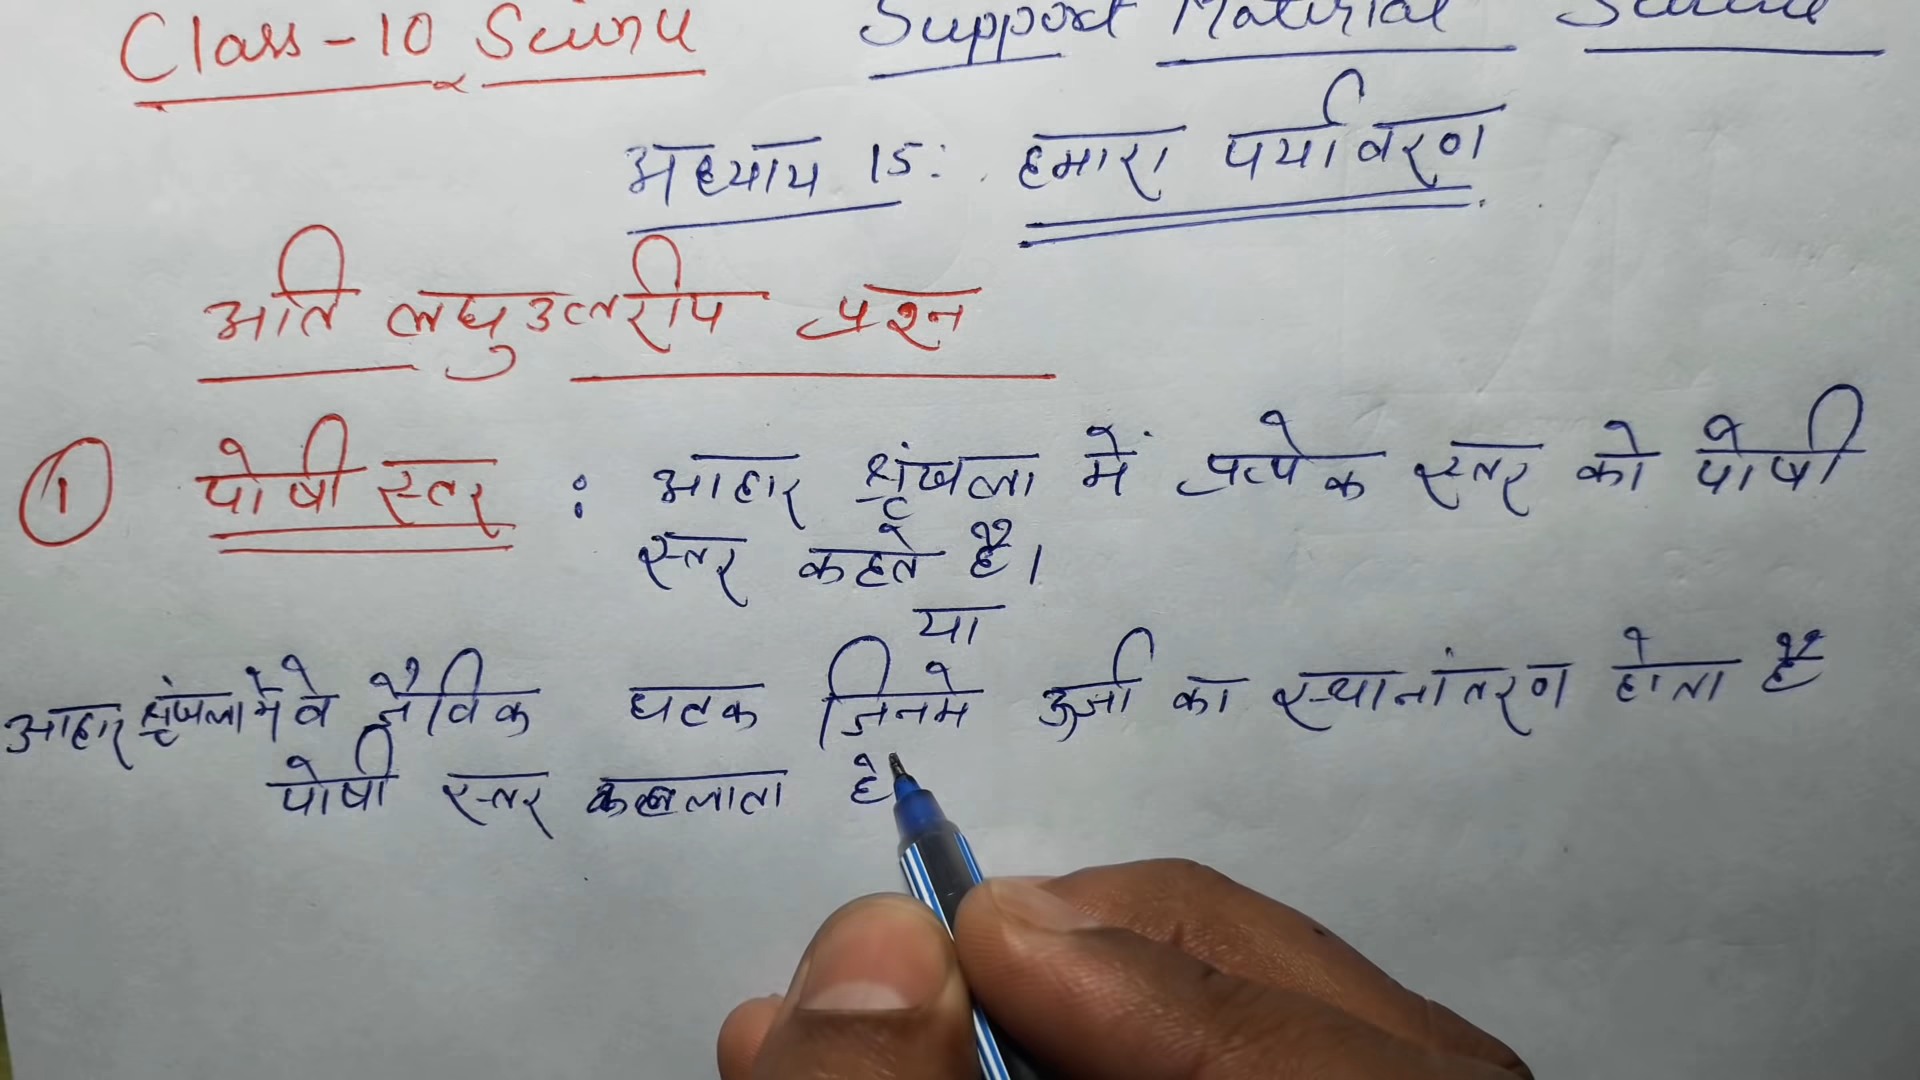 Class-10 Science Support Material Science
अध्याय 15: हमारा पर्यावरण
अति लघुउत्तरीय प्रश्न
1 पोषी स्तर : आहार श्रृंखला में प्रत्येक स्तर को पोषी
स्तर कहते है।
या
आहार श्रृंखला में वे जैविक घटक जिनमे ऊर्जा का स्थानांतरण होता है
पोषी स्तर कहलाता है